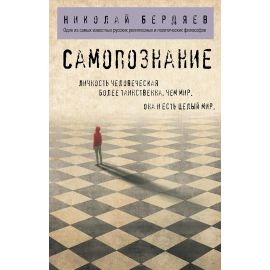 НИКОЛАЙ БЕРДЯЕВ
Один из самых известных русских религиозных и политических философов
САМОПОЗНАНИЕ
ЛИЧНОСТЬ ЧЕЛОВЕЧЕСКАЯ
БОЛЕЕ ТАИНСТВЕННА, ЧЕМ МИР.
ОНА И ЕСТЬ ЦЕЛЫЙ МИР.